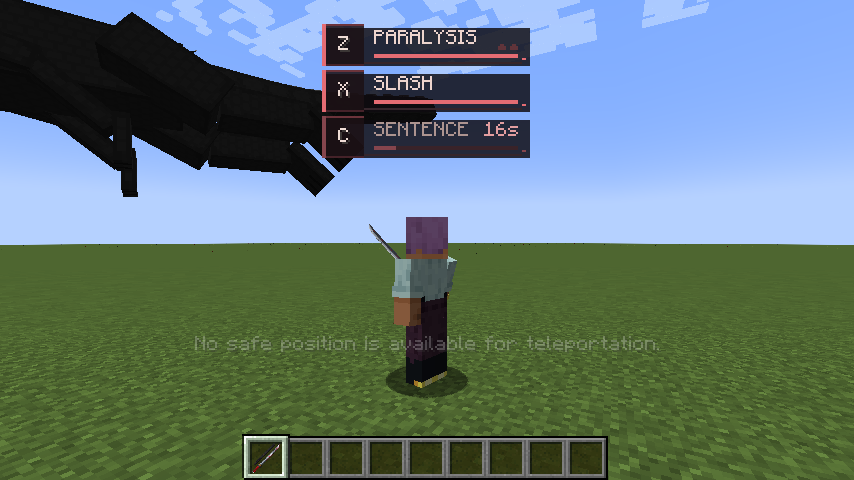 Z PARALYSIS
X SLASH
C SENTENCE 16s
No safe position is available for teleportation.